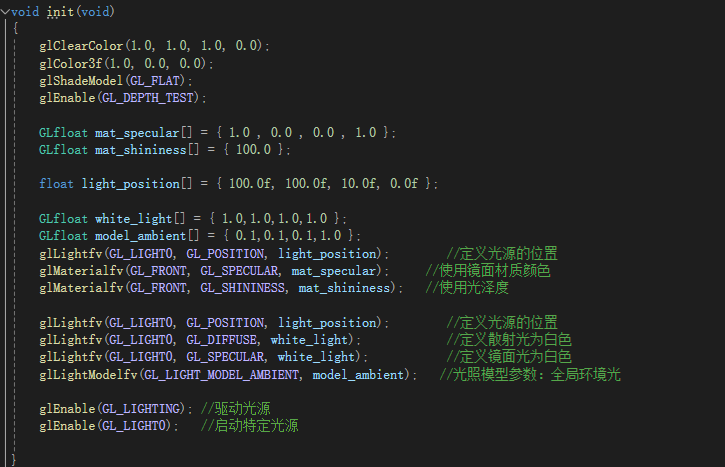 void init(void)
{
glClearColor(1.0, 1.0, 1.0, 0.0);
glColor3f(1.0, 0.0, 0.0);
glShadeModel(GL_FLAT);
glEnable(GL_DEPTH_TEST);
GLfloat mat_specular[] = { 1.0 , 0.0 , 0.0 , 1.0 };
GLfloat mat_shininess[] = { 100.0 };
float light_position[] = { 100.0f, 100.0f, 10.0f, 0.0f };
GLfloat white_light[] = { 1.0,1.0,1.0,1.0 };
GLfloat model_ambient[] = { 0.1,0.1,0.1,1.0 };
glLightfv(GL_LIGHT0, GL_POSITION, light_position); //定义光源的位置
glMaterialfv(GL_FRONT, GL_SPECULAR, mat_specular); //使用镜面材质颜色
glMaterialfv(GL_FRONT, GL_SHININESS, mat_shininess); //使用光泽度
glLightfv(GL_LIGHT0, GL_POSITION, light_position); //定义光源的位置
glLightfv(GL_LIGHT0, GL_DIFFUSE, white_light); //定义散射光为白色
glLightfv(GL_LIGHT0, GL_SPECULAR, white_light); //定义镜面光为白色
glLightModelfv(GL_LIGHT_MODEL_AMBIENT, model_ambient); //光照模型参数：全局环境光
glEnable(GL_LIGHTING); //驱动光源
glEnable(GL_LIGHT0); //启动特定光源
}